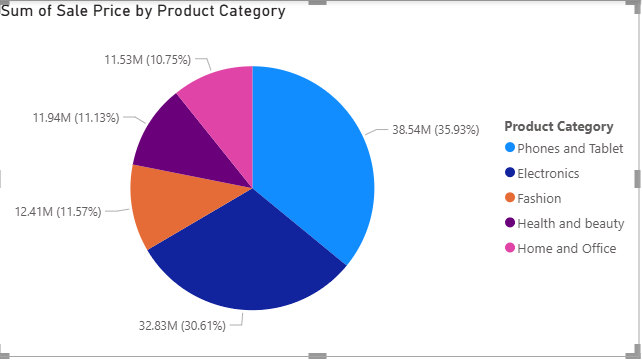 Sum of Sale Price by Product Category
11.53M (10.75%)
11.94M (11.13%)
38.54M (35.93%)
12.41M (11.57%)
32.83M (30.61%)
Product Category
Phones and Tablet
Electronics
Fashion
Health and beauty
Home and Office